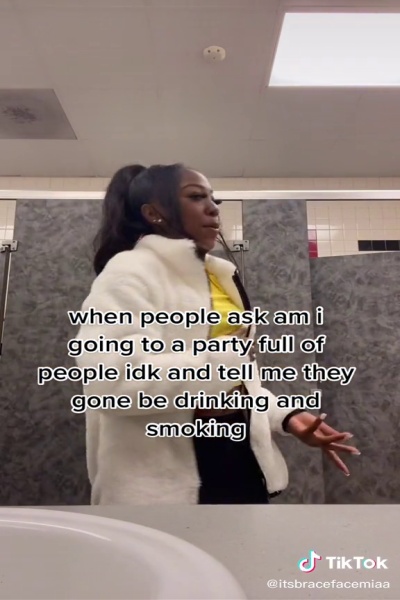 when people ask am i
going to a party full of
people idk and tell me they
gone be drinking and
smoking
TikTok
@itsbracefacemiaa